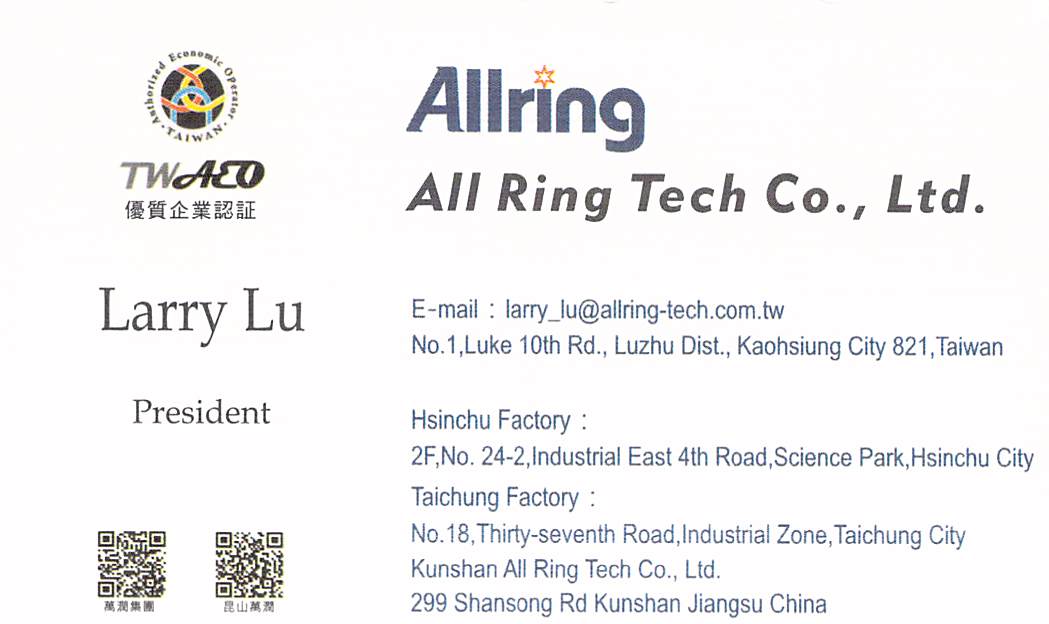 Authorized Economic Operator
TAIWAN
TWAEO
優質企業認証
Allring
All Ring Tech Co., Ltd.
Larry Lu
President
E-mail：larry_lu@allring-tech.com.tw
No.1,Luke 10th Rd., Luzhu Dist., Kaohsiung City 821,Taiwan
Hsinchu Factory：
2F,No. 24-2,Industrial East 4th Road,Science Park,Hsinchu City
Taichung Factory：
No.18,Thirty-seventh Road,Industrial Zone,Taichung City
Kunshan All Ring Tech Co., Ltd.
299 Shansong Rd Kunshan Jiangsu China
萬潤集團
昆山萬潤